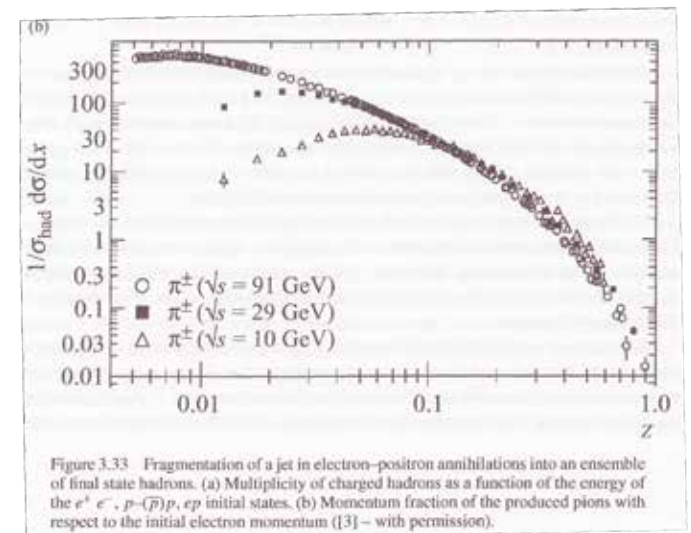 (b)
300
100
30
10
3
1
0.3
0.1
0.03
0.01
1/σhad dσ/dx
π± (√s = 91 GeV)
π± (√s = 29 GeV)
π± (√s = 10 GeV)
0.01 0.1 1.0
Z
Figure 3.33 Fragmentation of a jet in electron–positron annihilations into an ensemble
of final state hadrons. (a) Multiplicity of charged hadrons as a function of the energy of
the e⁺ e⁻, p–(p̅)p, ep initial states. (b) Momentum fraction of the produced pions with
respect to the initial electron momentum ([3] – with permission).